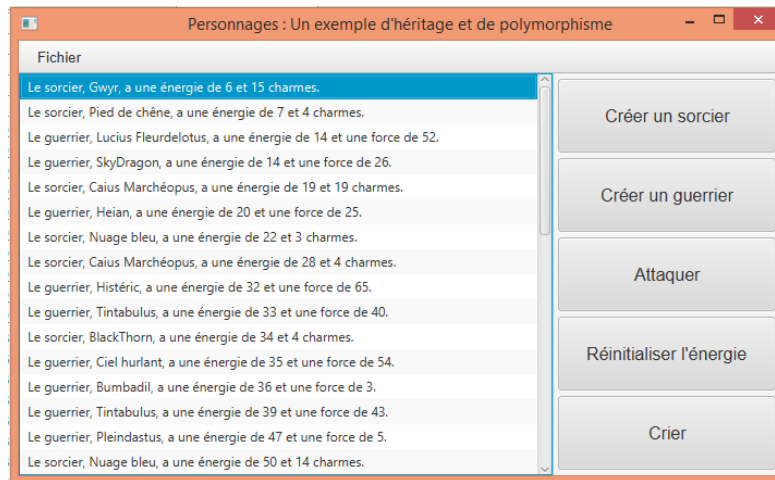 Personnages : Un exemple d'héritage et de polymorphisme
Fichier
Le sorcier, Gwyr, a une énergie de 6 et 15 charmes.
Le sorcier, Pied de chêne, a une énergie de 7 et 4 charmes.
Le guerrier, Lucius Fleurdelotus, a une énergie de 14 et une force de 52.
Le guerrier, SkyDragon, a une énergie de 14 et une force de 26.
Le sorcier, Caius Marchéopus, a une énergie de 19 et 19 charmes.
Le guerrier, Heian, a une énergie de 20 et une force de 25.
Le sorcier, Nuage bleu, a une énergie de 22 et 3 charmes.
Le sorcier, Caius Marchéopus, a une énergie de 28 et 4 charmes.
Le guerrier, Histéric, a une énergie de 32 et une force de 65.
Le guerrier, Tintabulus, a une énergie de 33 et une force de 40.
Le sorcier, BlackThorn, a une énergie de 34 et 4 charmes.
Le guerrier, Ciel hurlant, a une énergie de 35 et une force de 54.
Le guerrier, Bumbadil, a une énergie de 36 et une force de 3.
Le guerrier, Tintabulus, a une énergie de 39 et une force de 43.
Le guerrier, Pleindastus, a une énergie de 47 et une force de 5.
Le sorcier, Nuage bleu, a une énergie de 50 et 14 charmes.
Créer un sorcier
Créer un guerrier
Attaquer
Réinitialiser l'énergie
Crier